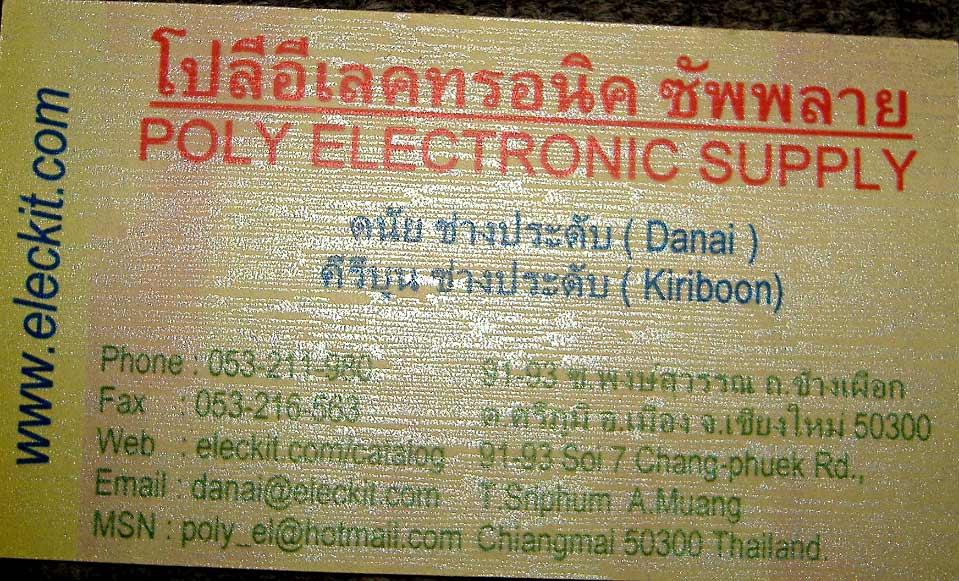 www.eleckit.com
โปลีอีเลคทรอนิค ซัพพลาย
POLY ELECTRONIC SUPPLY
ดนัย ช่างประดับ ( Danai )
คีรีบุน ช่างประดับ ( Kiriboon)
Phone : 053-211-980
Fax : 053-216-563
Web : eleckit.com/catalog
Email : danai@eleckit.com
MSN : poly_el@hotmail.com
91-93 ซ.พงษ์สุวรรณ ถ.ช้างเผือก
ต.ศรีภูมิ อ.เมือง จ.เชียงใหม่ 50300
91-93 Soi 7 Chang-phuek Rd.,
T.Sriphum A.Muang
Chiangmai 50300 Thailand.